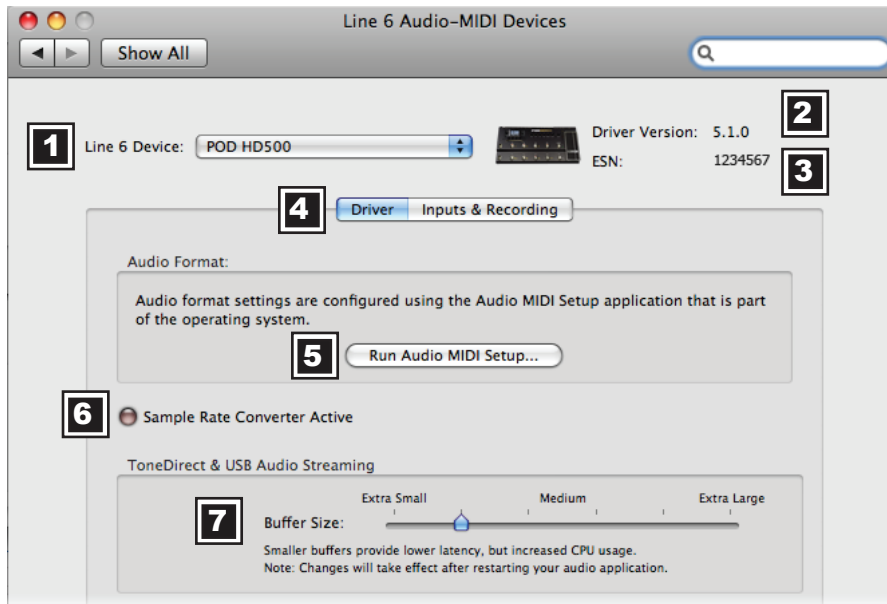 Line 6 Audio–MIDI Devices
Show All
1
Line 6 Device: POD HD500
Driver Version: 5.1.0
2
ESN: 1234567
3
4
Driver Inputs & Recording
Audio Format:
Audio format settings are configured using the Audio MIDI Setup application that is part
of the operating system.
5
Run Audio MIDI Setup...
6
Sample Rate Converter Active
ToneDirect & USB Audio Streaming
7
Extra Small Medium Extra Large
Buffer Size:
Smaller buffers provide lower latency, but increased CPU usage.
Note: Changes will take effect after restarting your audio application.